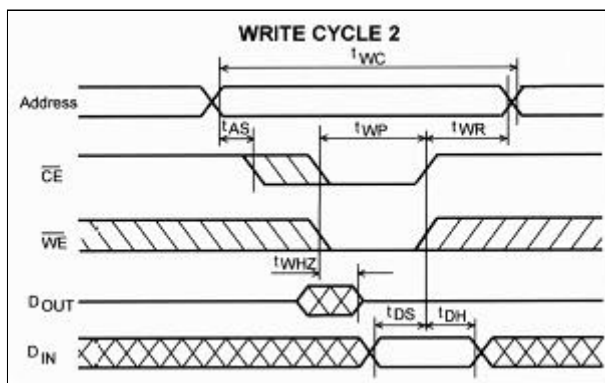 WRITE CYCLE 2
tWC
Address
tAS
tWP
tWR
CE
WE
tWHZ
DOUT
tDS
tDH
DIN